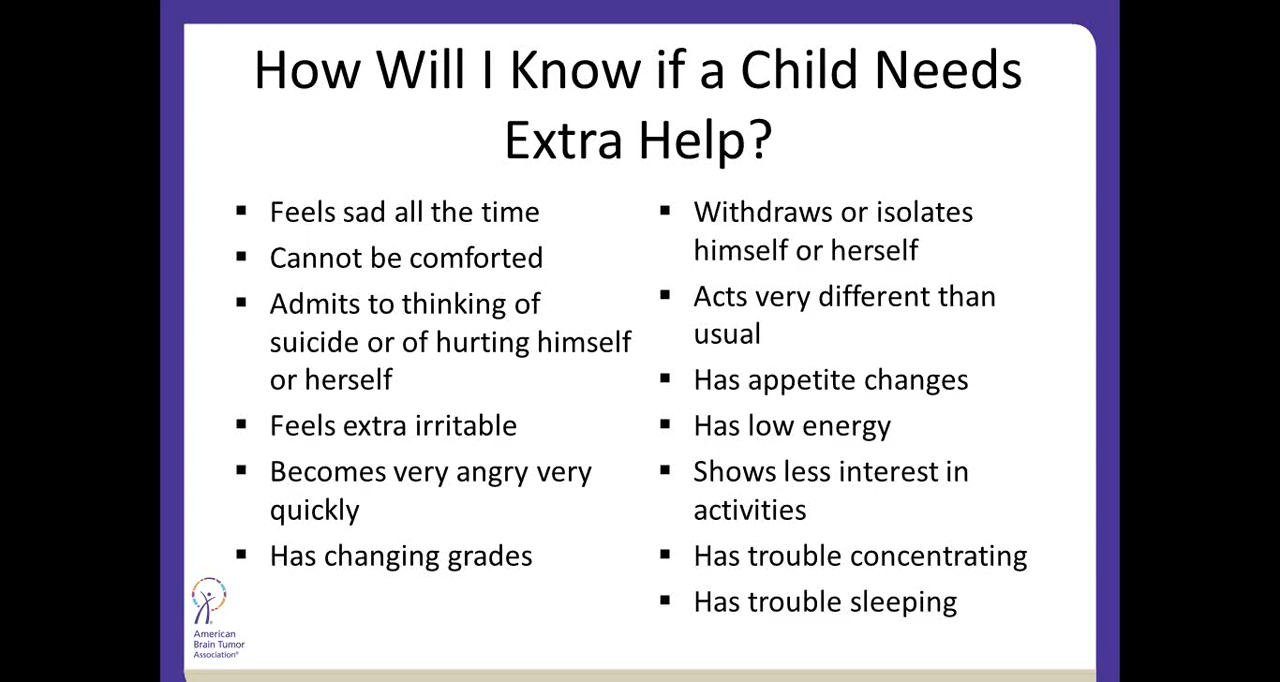 How Will I Know if a Child Needs
Extra Help?
▪ Feels sad all the time
▪ Cannot be comforted
▪ Admits to thinking of
suicide or of hurting himself
or herself
▪ Feels extra irritable
▪ Becomes very angry very
quickly
▪ Has changing grades
▪ Withdraws or isolates
himself or herself
▪ Acts very different than
usual
▪ Has appetite changes
▪ Has low energy
▪ Shows less interest in
activities
▪ Has trouble concentrating
▪ Has trouble sleeping
American
Brain Tumor
Association®